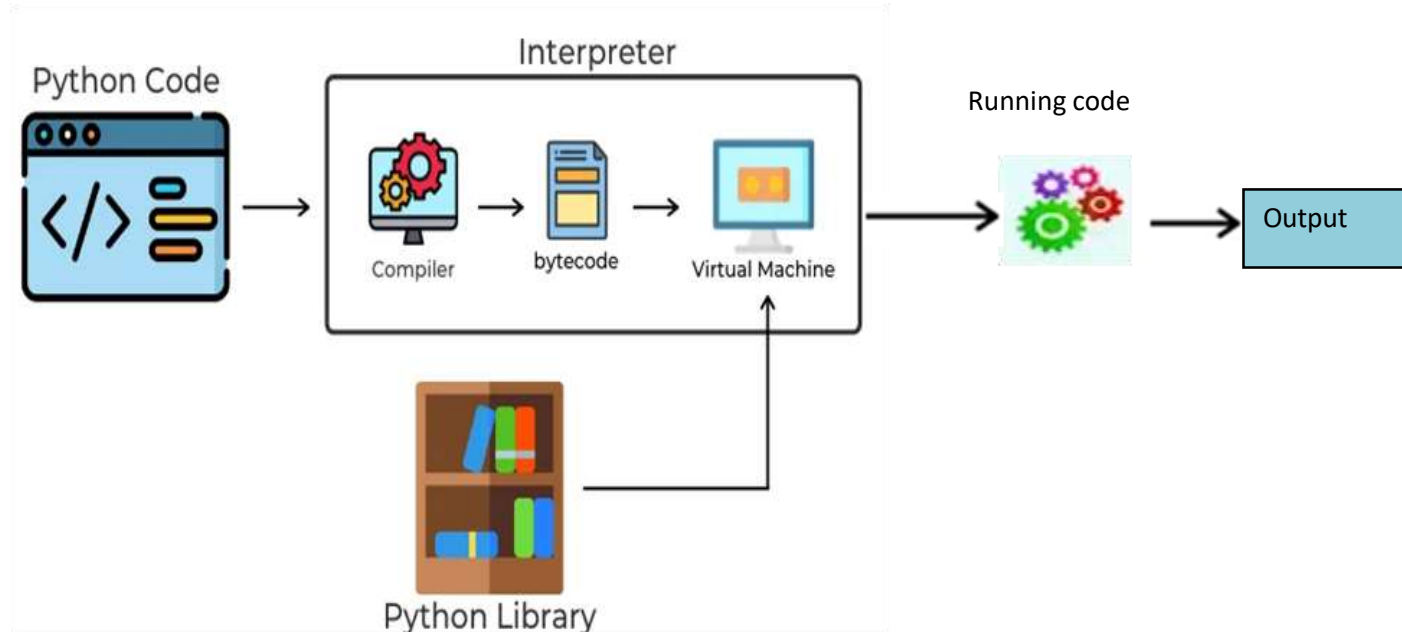 Interpreter
Python Code
Running code
Compiler
bytecode
Virtual Machine
Output
Python Library